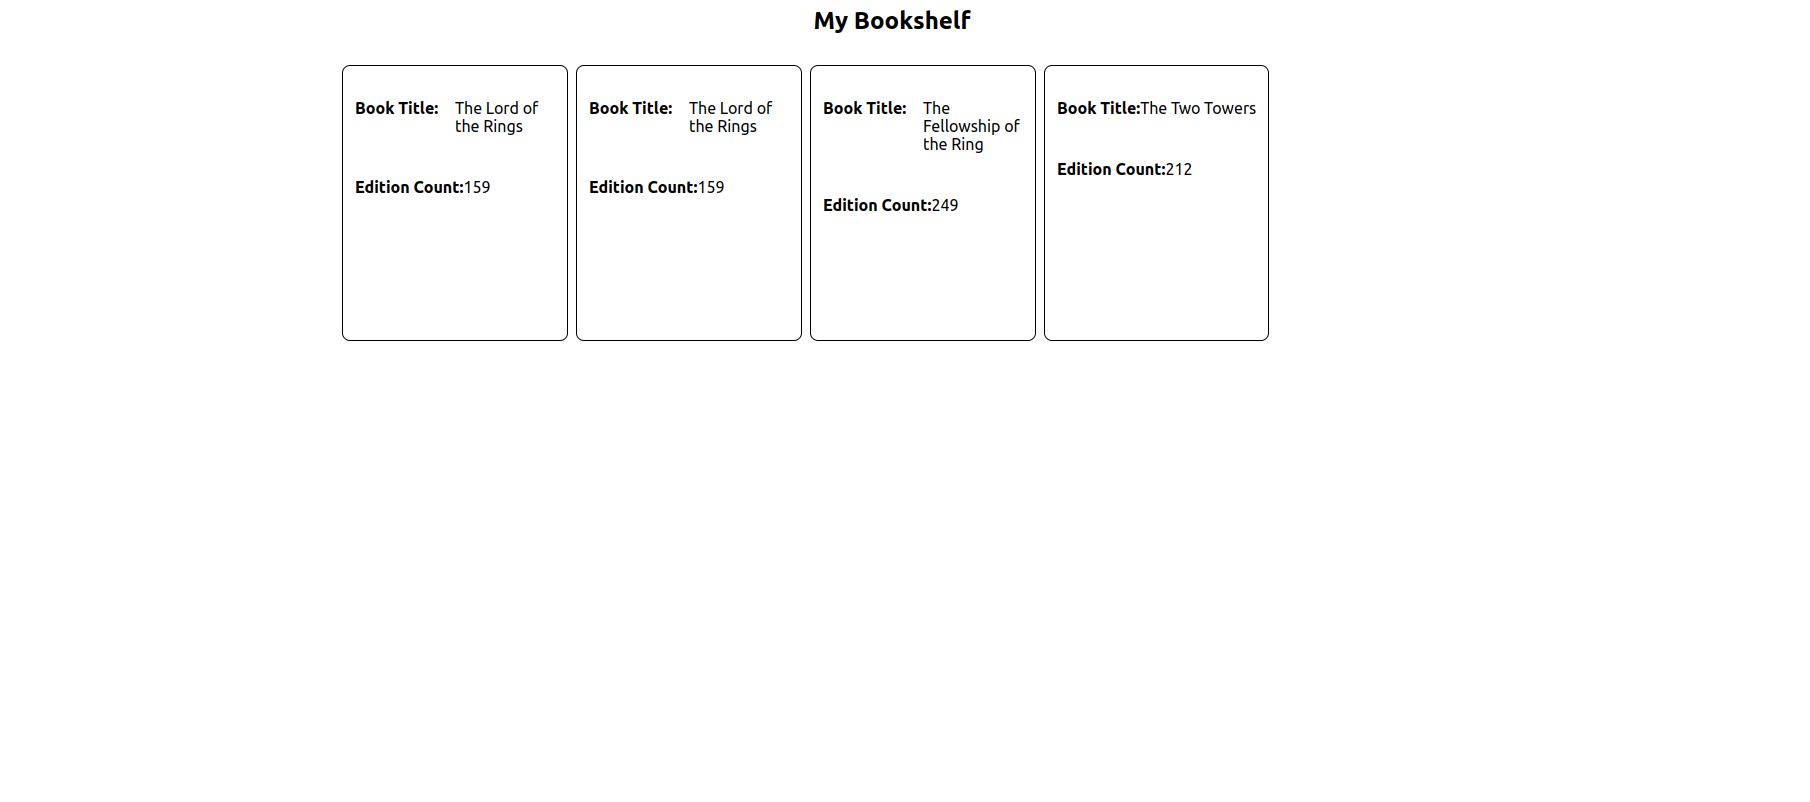 My Bookshelf
Book Title: The Lord of
the Rings
Edition Count:159
Book Title: The Lord of
the Rings
Edition Count:159
Book Title: The
Fellowship of
the Ring
Edition Count:249
Book Title:The Two Towers
Edition Count:212